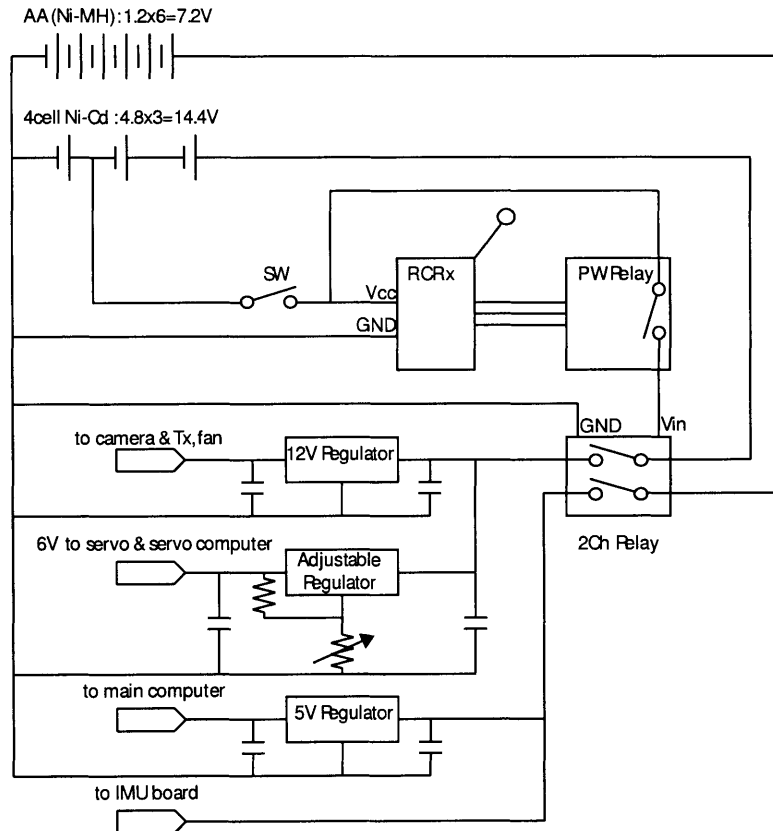 AA (Ni-MH) : 1.2x6=7.2V
4cell Ni-Cd : 4.8x3=14.4V
SW
Vcc
GND
RCRx
PWRelay
GND
Vin
to camera & Tx, fan
12V Regulator
2Ch Relay
6V to servo & servo computer
Adjustable
Regulator
to main computer
5V Regulator
to IMU board